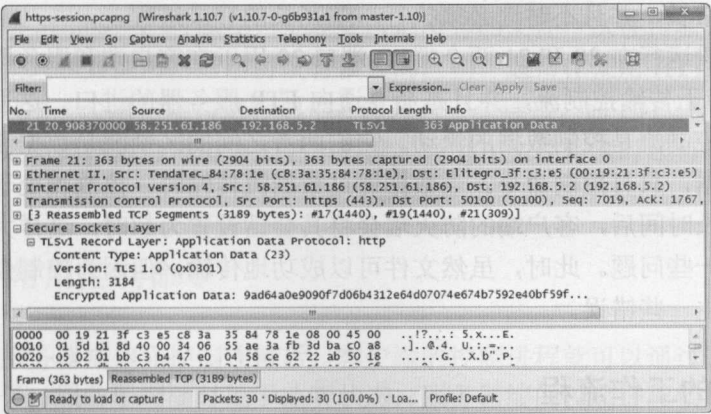 https-session.pcapng [Wireshark 1.10.7 (v1.10.7-0-g6b931a1 from master-1.10)]
File Edit View Go Capture Analyze Statistics Telephony Tools Internals Help
Filter: Expression... Clear Apply Save
No. Time Source Destination Protocol Length Info
21 20.908370000 58.251.61.186 192.168.5.2 TLSv1 363 Application Data
Frame 21: 363 bytes on wire (2904 bits), 363 bytes captured (2904 bits) on interface 0
Ethernet II, Src: TendaTec_84:78:1e (c8:3a:35:84:78:1e), Dst: Elitegro_3f:c3:e5 (00:19:21:3f:c3:e5)
Internet Protocol Version 4, Src: 58.251.61.186 (58.251.61.186), Dst: 192.168.5.2 (192.168.5.2)
Transmission Control Protocol, Src Port: https (443), Dst Port: 50100 (50100), Seq: 7019, Ack: 1767,
[3 Reassembled TCP Segments (3189 bytes): #17(1440), #19(1440), #21(309)]
Secure Sockets Layer
TLSv1 Record Layer: Application Data Protocol: http
Content Type: Application Data (23)
Version: TLS 1.0 (0x0301)
Length: 3184
Encrypted Application Data: 9ad64a0e9090f7d06b4312e64d07074e674b7592e40bf59f...
0000 00 19 21 3f c3 e5 c8 3a 35 84 78 1e 08 00 45 00 ..!?...: 5.x...E.
0010 01 5d b1 8d 40 00 34 06 55 ae 3a fb 3d ba c0 a8 .]..@.4. U.:.=...
0020 05 02 01 bb c3 b4 47 e0 04 58 ce 62 22 ab 50 18 ......G. .X.b".P.
Frame (363 bytes) Reassembled TCP (3189 bytes)
Ready to load or capture Packets: 30 · Displayed: 30 (100.0%) · Loa... Profile: Default